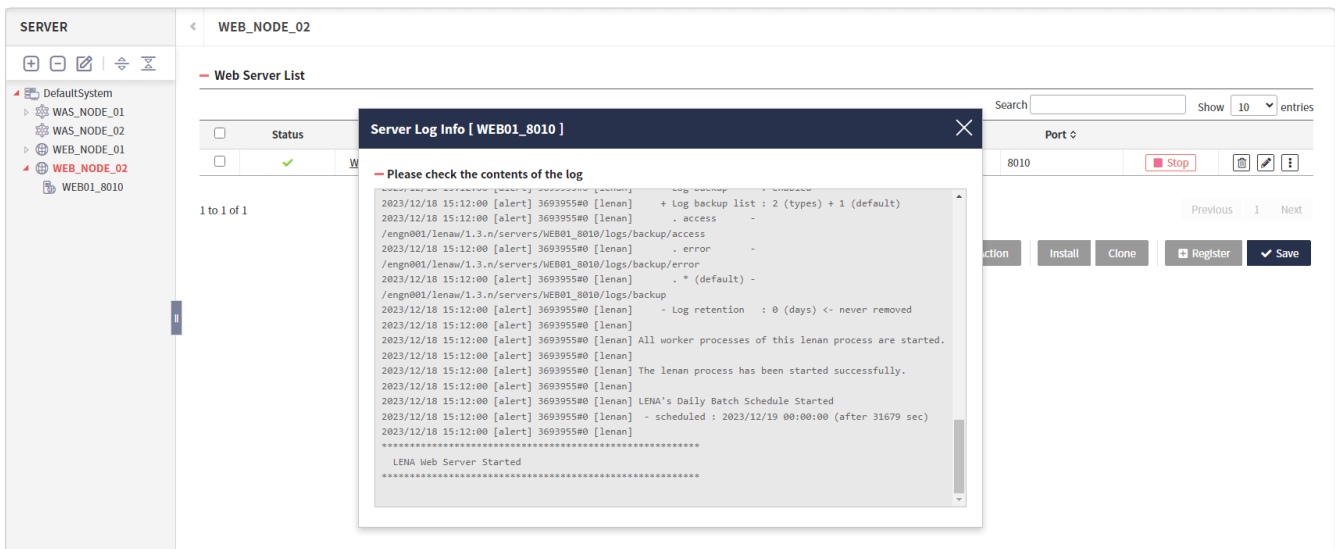 SERVER
WEB_NODE_02
DefaultSystem
WAS_NODE_01
WAS_NODE_02
WEB_NODE_01
WEB_NODE_02
WEB01_8010
Web Server List
Search
Show 10 entries
Status
Port
8010
Stop
1 to 1 of 1
Previous 1 Next
Install
Clone
Register
Save
Server Log Info [ WEB01_8010 ]
Please check the contents of the log
2023/12/18 15:12:00 [alert] 3693955#0 [lenan] - Log backup : enabled
2023/12/18 15:12:00 [alert] 3693955#0 [lenan] + Log backup list : 2 (types) + 1 (default)
2023/12/18 15:12:00 [alert] 3693955#0 [lenan] . access -
/engn001/lenaw/1.3.n/servers/WEB01_8010/logs/backup/access
2023/12/18 15:12:00 [alert] 3693955#0 [lenan] . error -
/engn001/lenaw/1.3.n/servers/WEB01_8010/logs/backup/error
2023/12/18 15:12:00 [alert] 3693955#0 [lenan] . * (default) -
/engn001/lenaw/1.3.n/servers/WEB01_8010/logs/backup
2023/12/18 15:12:00 [alert] 3693955#0 [lenan] - Log retention : 0 (days) <- never removed
2023/12/18 15:12:00 [alert] 3693955#0 [lenan]
2023/12/18 15:12:00 [alert] 3693955#0 [lenan] All worker processes of this lenan process are started.
2023/12/18 15:12:00 [alert] 3693955#0 [lenan]
2023/12/18 15:12:00 [alert] 3693955#0 [lenan] The lenan process has been started successfully.
2023/12/18 15:12:00 [alert] 3693955#0 [lenan]
2023/12/18 15:12:00 [alert] 3693955#0 [lenan] LENA's Daily Batch Schedule Started
2023/12/18 15:12:00 [alert] 3693955#0 [lenan] - scheduled : 2023/12/19 00:00:00 (after 31679 sec)
2023/12/18 15:12:00 [alert] 3693955#0 [lenan]
*********************************************************
LENA Web Server Started
*********************************************************